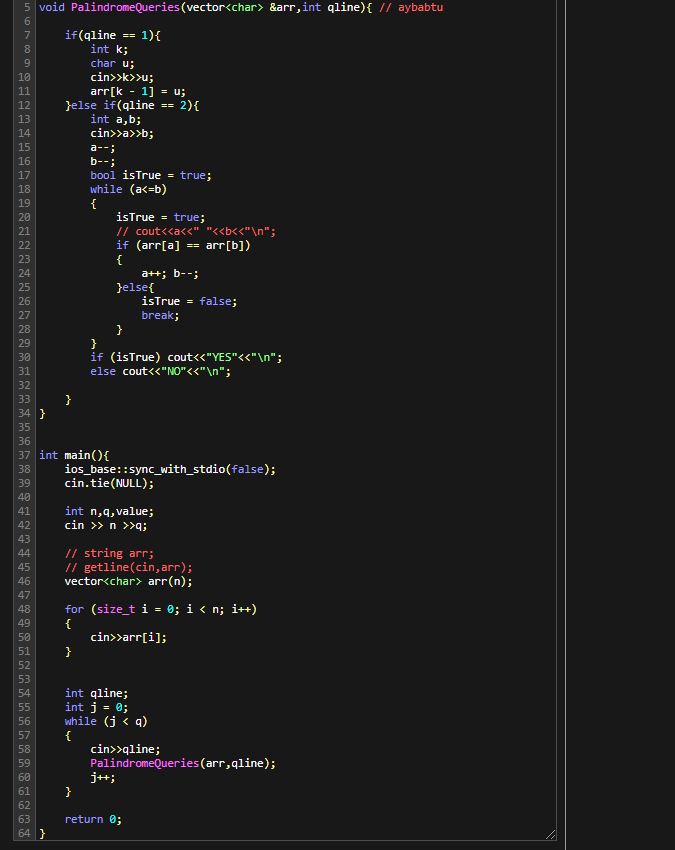 5 void PalindromeQueries(vector<char> &arr,int qline){ // aybabtu
6
7 if(qline == 1){
8 int k;
9 char u;
10 cin>>k>>u;
11 arr[k - 1] = u;
12 }else if(qline == 2){
13 int a,b;
14 cin>>a>>b;
15 a--;
16 b--;
17 bool isTrue = true;
18 while (a<=b)
19 {
20 isTrue = true;
21 // cout<<a<<" "<<b<<"\n";
22 if (arr[a] == arr[b])
23 {
24 a++; b--;
25 }else{
26 isTrue = false;
27 break;
28 }
29 }
30 if (isTrue) cout<<"YES"<<"\n";
31 else cout<<"NO"<<"\n";
32
33 }
34 }
35
36
37 int main(){
38 ios_base::sync_with_stdio(false);
39 cin.tie(NULL);
40
41 int n,q,value;
42 cin >> n >>q;
43
44 // string arr;
45 // getline(cin,arr);
46 vector<char> arr(n);
47
48 for (size_t i = 0; i < n; i++)
49 {
50 cin>>arr[i];
51 }
52
53
54 int qline;
55 int j = 0;
56 while (j < q)
57 {
58 cin>>qline;
59 PalindromeQueries(arr,qline);
60 j++;
61 }
62
63 return 0;
64 }